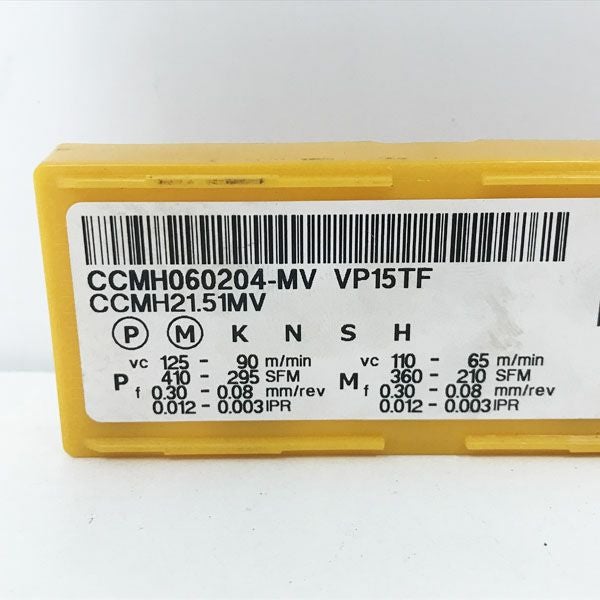 CCMH060204-MV VP15TF
CCMH21.51MV
P M K N S H
P vc 125 - 90 m/min
410 - 295 SFM
f 0.30 - 0.08 mm/rev
0.012 - 0.003 IPR
M vc 110 - 65 m/min
360 - 210 SFM
f 0.30 - 0.08 mm/rev
0.012 - 0.003 IPR